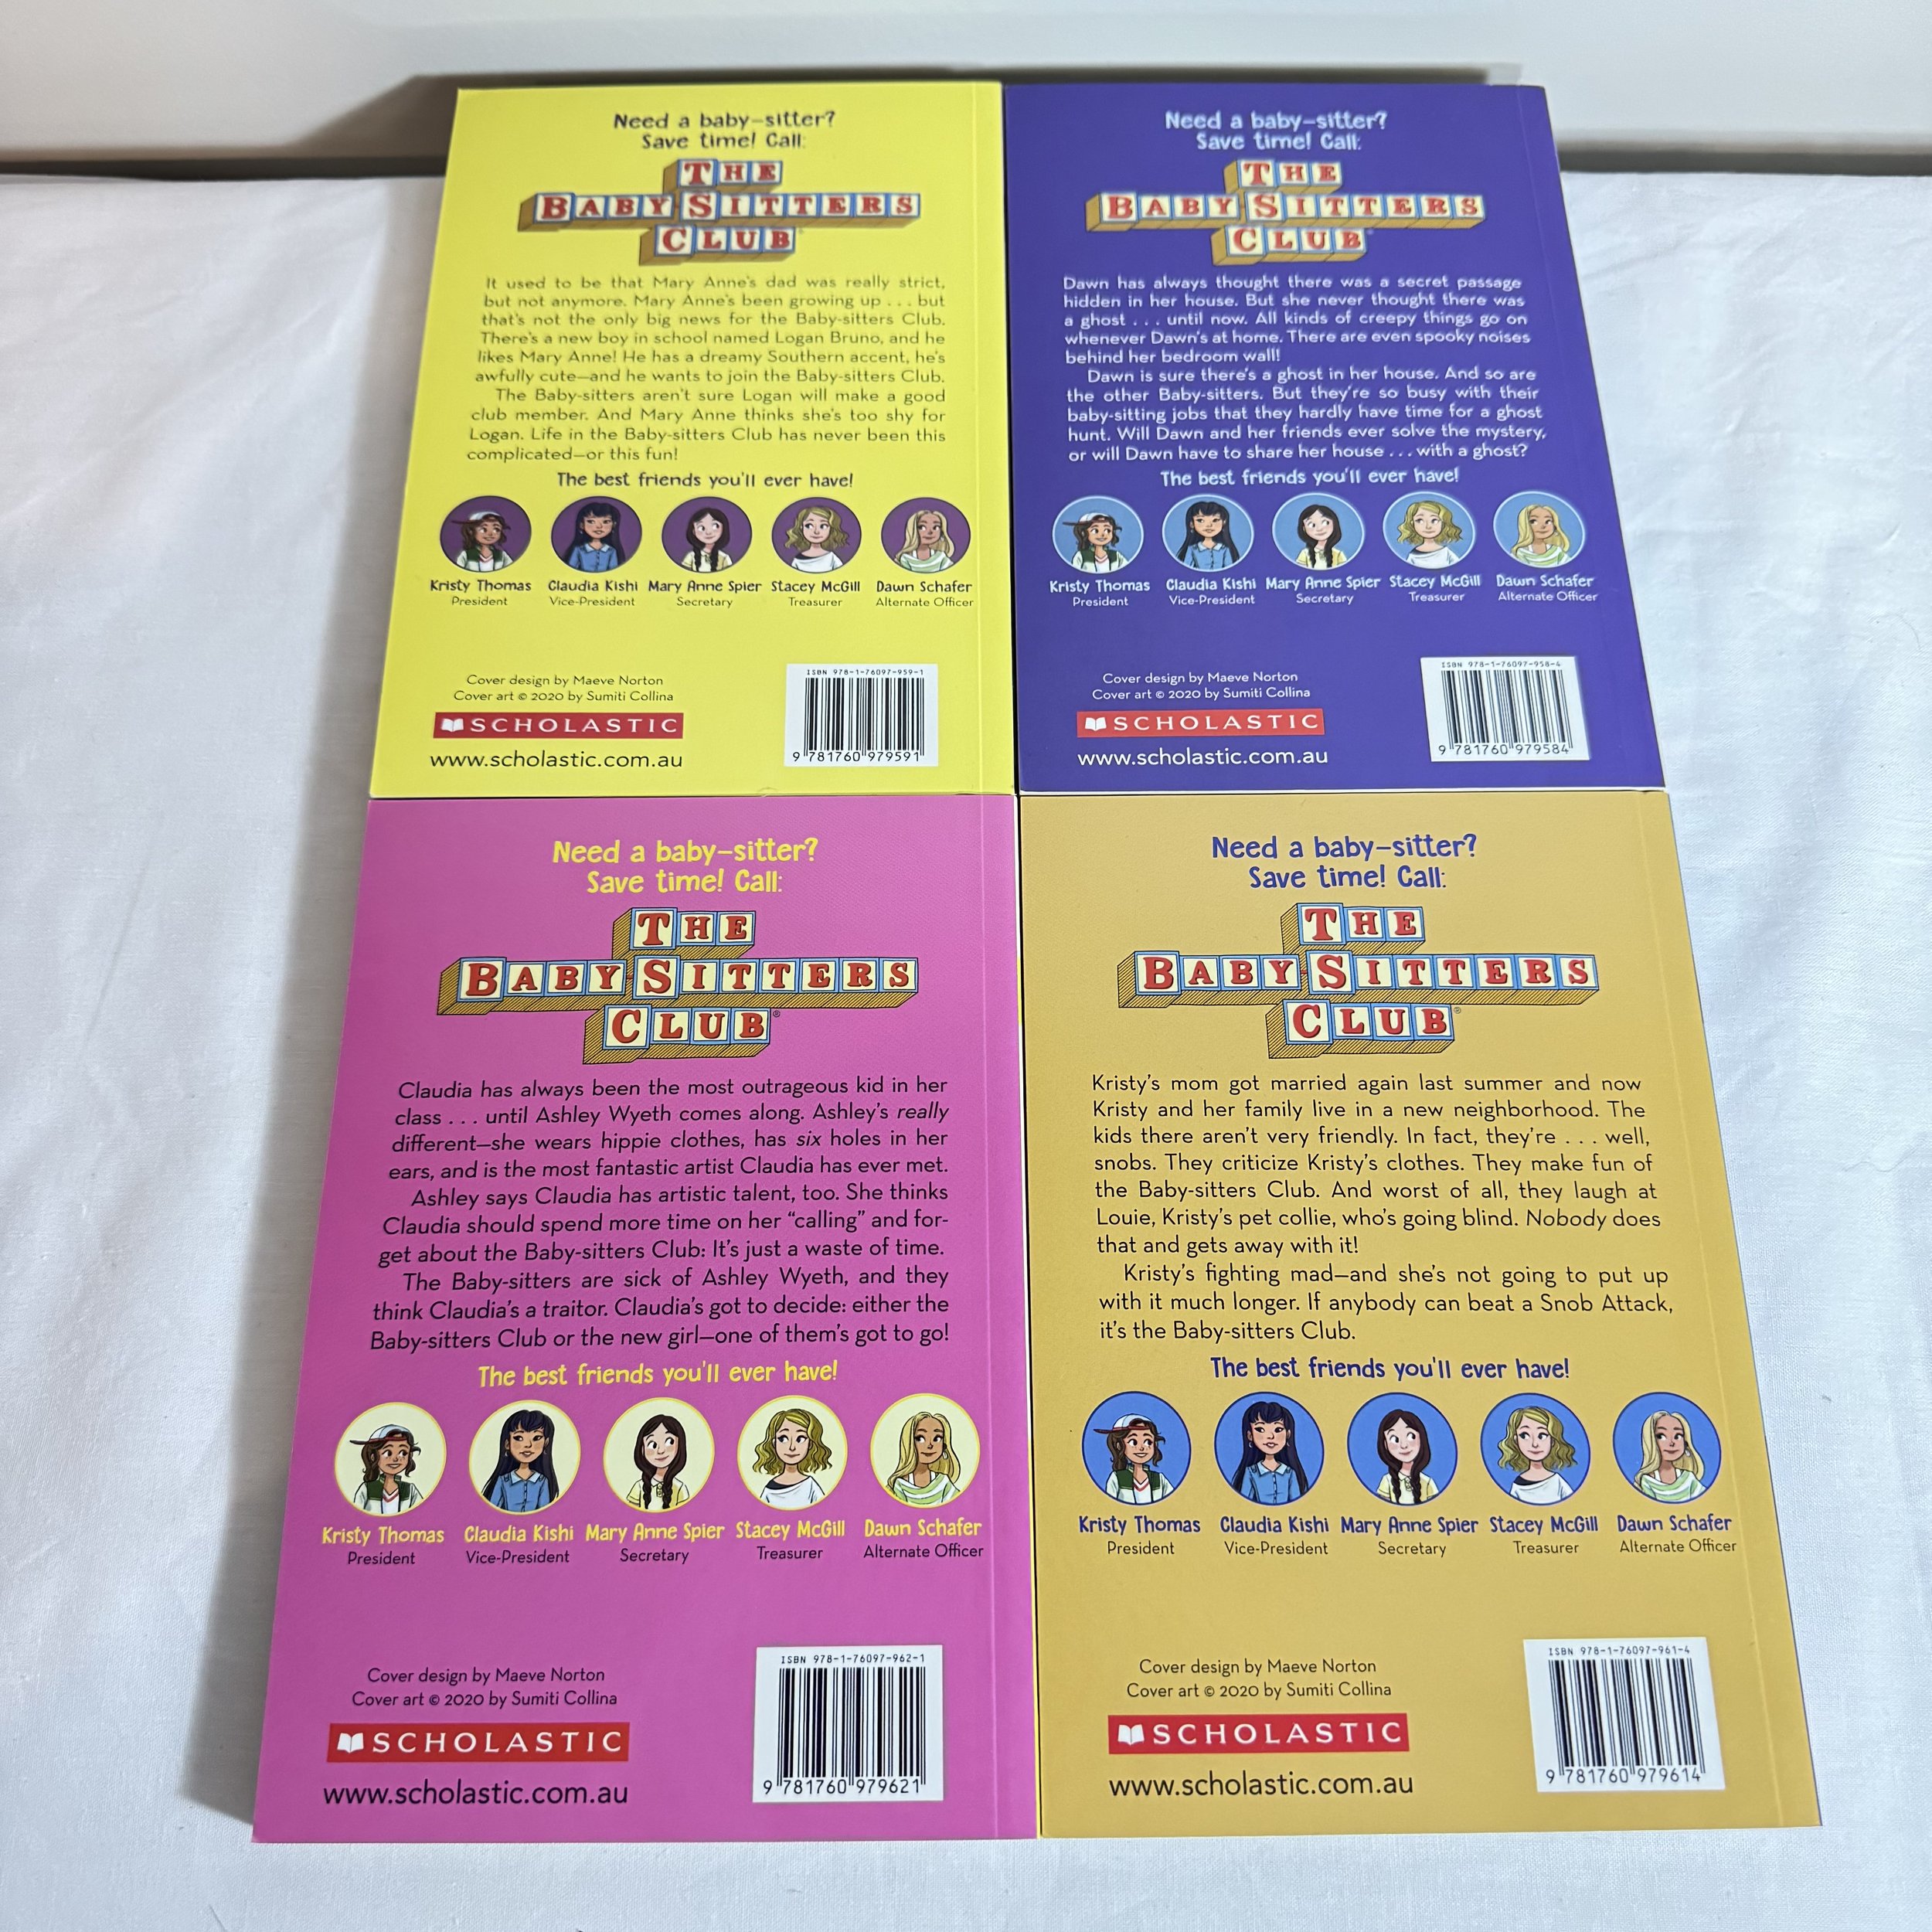 Need a baby-sitter?
Save time! Call:
THE
BABY-SITTERS
CLUB®
It used to be that Mary Anne's dad was really strict,
but not anymore. Mary Anne's been growing up . . . but
that's not the only big news for the Baby-sitters Club.
There's a new boy in school named Logan Bruno, and he
likes Mary Anne! He has a dreamy Southern accent, he's
awfully cute—and he wants to join the Baby-sitters Club.
The Baby-sitters aren't sure Logan will make a good
club member. And Mary Anne thinks she's too shy for
Logan. Life in the Baby-sitters Club has never been this
complicated—or this fun!
The best friends you'll ever have!
Kristy Thomas Claudia Kishi Mary Anne Spier Stacey McGill Dawn Schafer
President Vice-President Secretary Treasurer Alternate Officer
Cover design by Maeve Norton
Cover art © 2020 by Sumiti Collina
SCHOLASTIC
www.scholastic.com.au
ISBN 978-1-76097-959-1
9 781760 979591
Need a baby-sitter?
Save time! Call:
THE
BABY-SITTERS
CLUB®
Dawn has always thought there was a secret passage
hidden in her house. But she never thought there was
a ghost . . . until now. All kinds of creepy things go on
whenever Dawn's at home. There are even spooky noises
behind her bedroom wall!
Dawn is sure there's a ghost in her house. And so are
the other Baby-sitters. But they're so busy with their
baby-sitting jobs that they hardly have time for a ghost
hunt. Will Dawn and her friends ever solve the mystery,
or will Dawn have to share her house . . . with a ghost?
The best friends you'll ever have!
Kristy Thomas Claudia Kishi Mary Anne Spier Stacey McGill Dawn Schafer
President Vice-President Secretary Treasurer Alternate Officer
Cover design by Maeve Norton
Cover art © 2020 by Sumiti Collina
SCHOLASTIC
www.scholastic.com.au
ISBN 978-1-76097-958-4
9 781760 979584
Need a baby-sitter?
Save time! Call:
THE
BABY-SITTERS
CLUB®
Claudia has always been the most outrageous kid in her
class . . . until Ashley Wyeth comes along. Ashley's really
different—she wears hippie clothes, has six holes in her
ears, and is the most fantastic artist Claudia has ever met.
Ashley says Claudia has artistic talent, too. She thinks
Claudia should spend more time on her “calling” and for-
get about the Baby-sitters Club: It's just a waste of time.
The Baby-sitters are sick of Ashley Wyeth, and they
think Claudia's a traitor. Claudia's got to decide: either the
Baby-sitters Club or the new girl—one of them's got to go!
The best friends you'll ever have!
Kristy Thomas Claudia Kishi Mary Anne Spier Stacey McGill Dawn Schafer
President Vice-President Secretary Treasurer Alternate Officer
Cover design by Maeve Norton
Cover art © 2020 by Sumiti Collina
SCHOLASTIC
www.scholastic.com.au
ISBN 978-1-76097-962-1
9 781760 979621
Need a baby-sitter?
Save time! Call:
THE
BABY-SITTERS
CLUB®
Kristy's mom got married again last summer and now
Kristy and her family live in a new neighborhood. The
kids there aren't very friendly. In fact, they're . . . well,
snobs. They criticize Kristy's clothes. They make fun of
the Baby-sitters Club. And worst of all, they laugh at
Louie, Kristy's pet collie, who's going blind. Nobody does
that and gets away with it!
Kristy's fighting mad—and she's not going to put up
with it much longer. If anybody can beat a Snob Attack,
it's the Baby-sitters Club.
The best friends you'll ever have!
Kristy Thomas Claudia Kishi Mary Anne Spier Stacey McGill Dawn Schafer
President Vice-President Secretary Treasurer Alternate Officer
Cover design by Maeve Norton
Cover art © 2020 by Sumiti Collina
SCHOLASTIC
www.scholastic.com.au
ISBN 978-1-76097-961-4
9 781760 979614